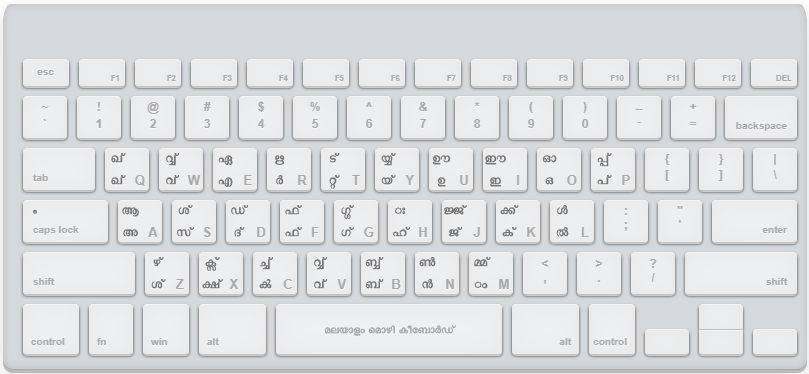 esc F1 F2 F3 F4 F5 F6 F7 F8 F9 F10 F11 F12 DEL
~ ! @ # $ % ^ & * ( ) _ +
` 1 2 3 4 5 6 7 8 9 0 - = backspace
ഖ് വ്വ് ഏ ഋ ട് യ്യ് ഊ ഈ ഓ പ്പ് { } |
tab ഖ് Q വ് W എ E ർ R റ്റ് T യ് Y ഉ U ഇ I ഒ O പ് P [ ] \
ആ ശ് ഡ് ഫ് ഗ്ഗ് ഃ ജ്ജ് ക്ക് ൾ : "
caps lock അ A സ് S ദ് D ഫ് F ഗ് G ഹ് H ജ് J ക് K ൽ L ; ' enter
ഴ് ക്സ് ച്ച് വ്വ് ബ്ബ് ൺ മ്മ് < > ?
shift ശ് Z ക്ഷ് X ൿ C വ് V ബ് B ൻ N ം M , . / shift
control fn win alt മലയാളം മൊഴി കീബോർഡ് alt control